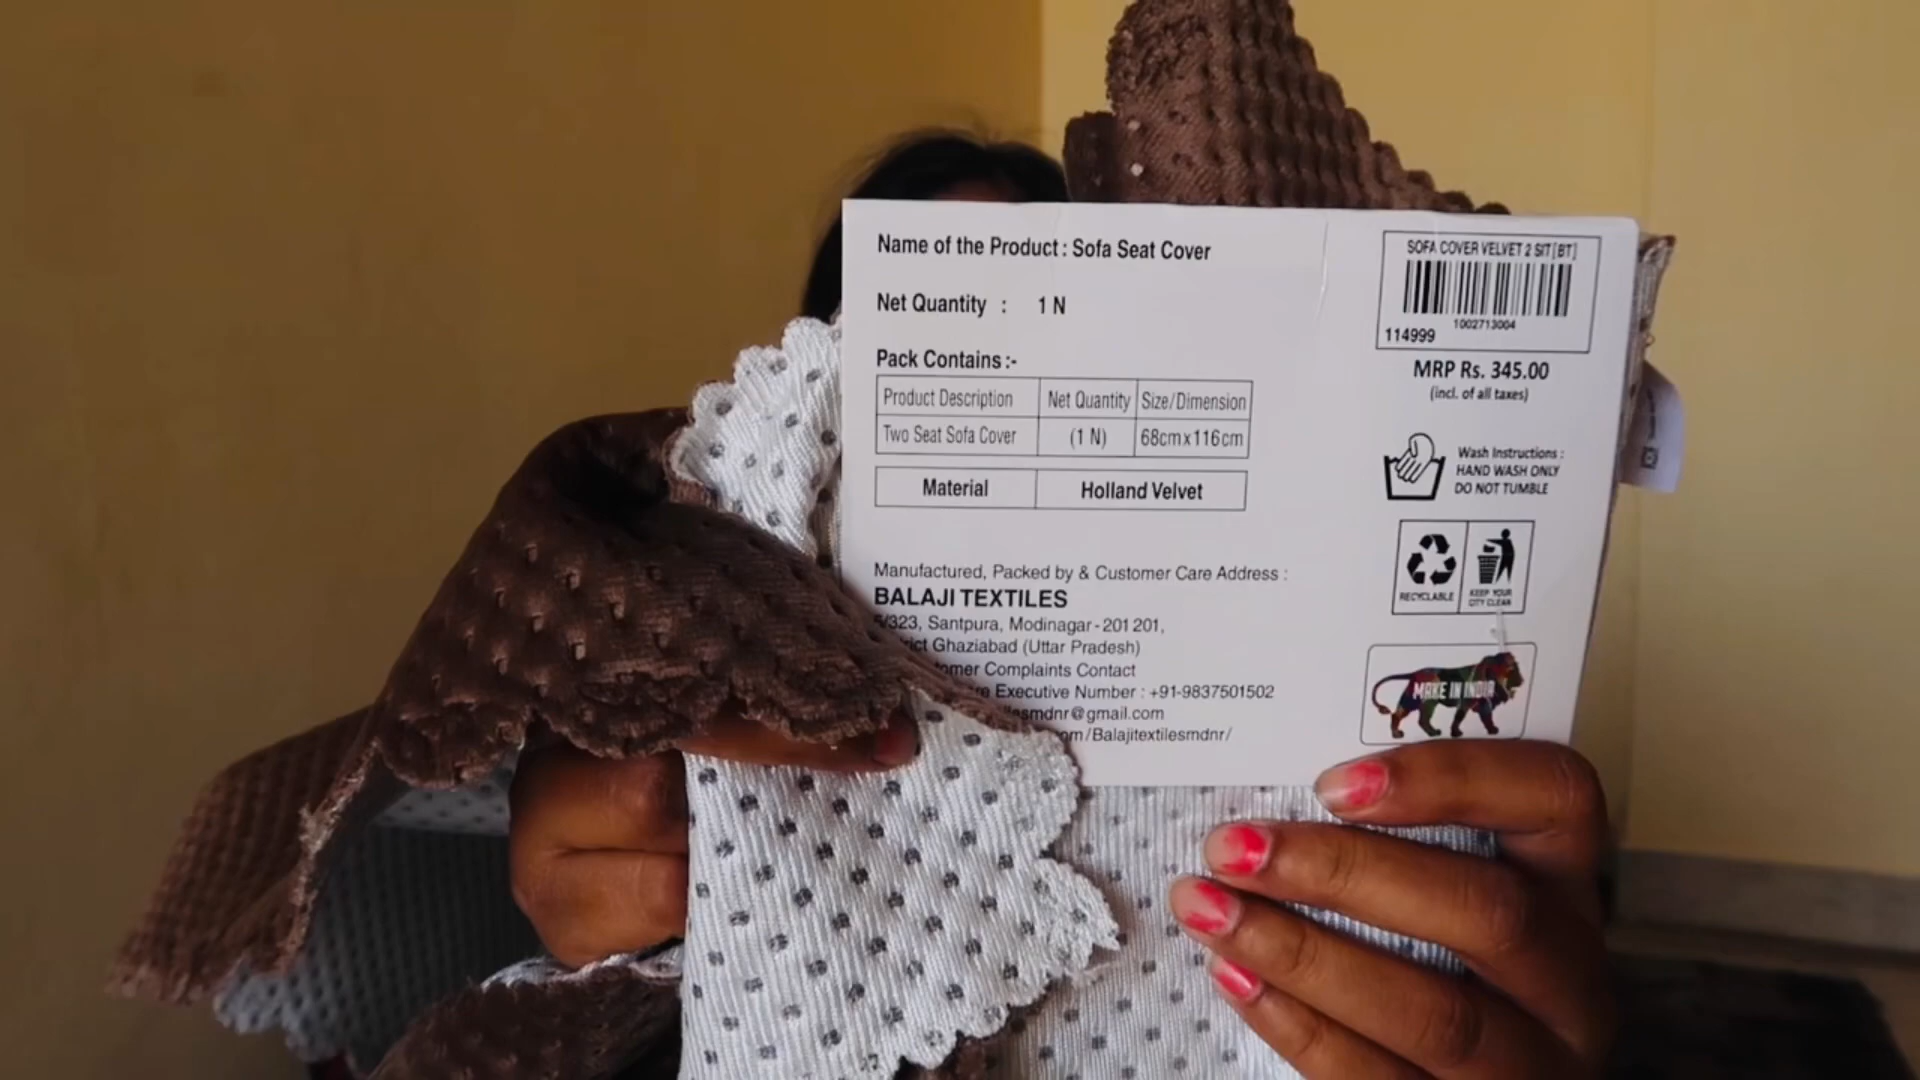 Name of the Product : Sofa Seat Cover
Net Quantity : 1 N
Pack Contains :-
Product Description Net Quantity Size/Dimension
Two Seat Sofa Cover (1 N) 68cmx116cm
Material Holland Velvet
Manufactured, Packed by & Customer Care Address :
BALAJI TEXTILES
/323, Santpura, Modinagar-201 201,
Ghaziabad (Uttar Pradesh)
Complaints Contact
Executive Number : +91-9837501502
smdnr@gmail.com
/Balajitextilesmdnr/
SOFA COVER VELVET 2 SIT[BT]
1002713004
114999
MRP Rs. 345.00
(incl. of all taxes)
Wash Instructions :
HAND WASH ONLY
DO NOT TUMBLE
RECYCLABLE
KEEP YOUR
CITY CLEAN
MAKE IN INDIA